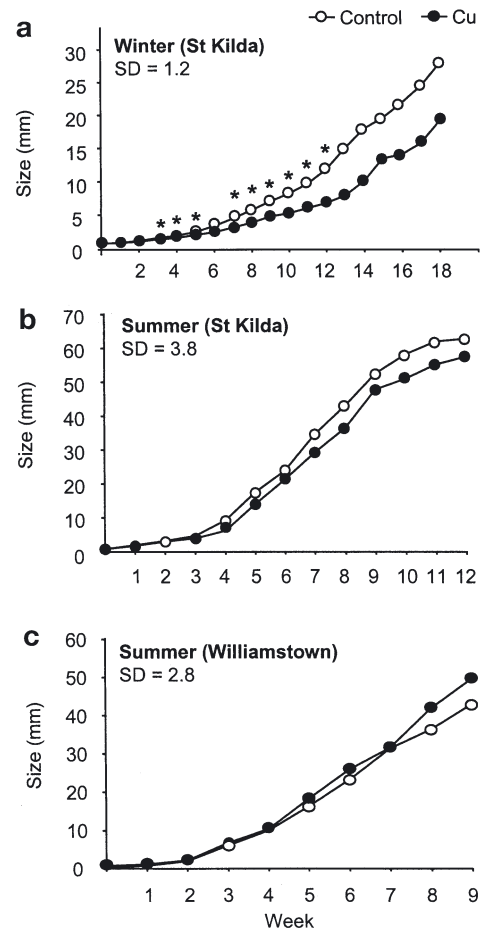 Control Cu
a
Winter (St Kilda)
SD = 1.2
Size (mm)
30
25
20
15
10
5
0
* * * * * * * * *
2 4 6 8 10 12 14 16 18
b
Summer (St Kilda)
SD = 3.8
Size (mm)
70
60
50
40
30
20
10
0
1 2 3 4 5 6 7 8 9 10 11 12
c
Summer (Williamstown)
SD = 2.8
Size (mm)
60
50
40
30
20
10
0
1 2 3 4 5 6 7 8 9
Week